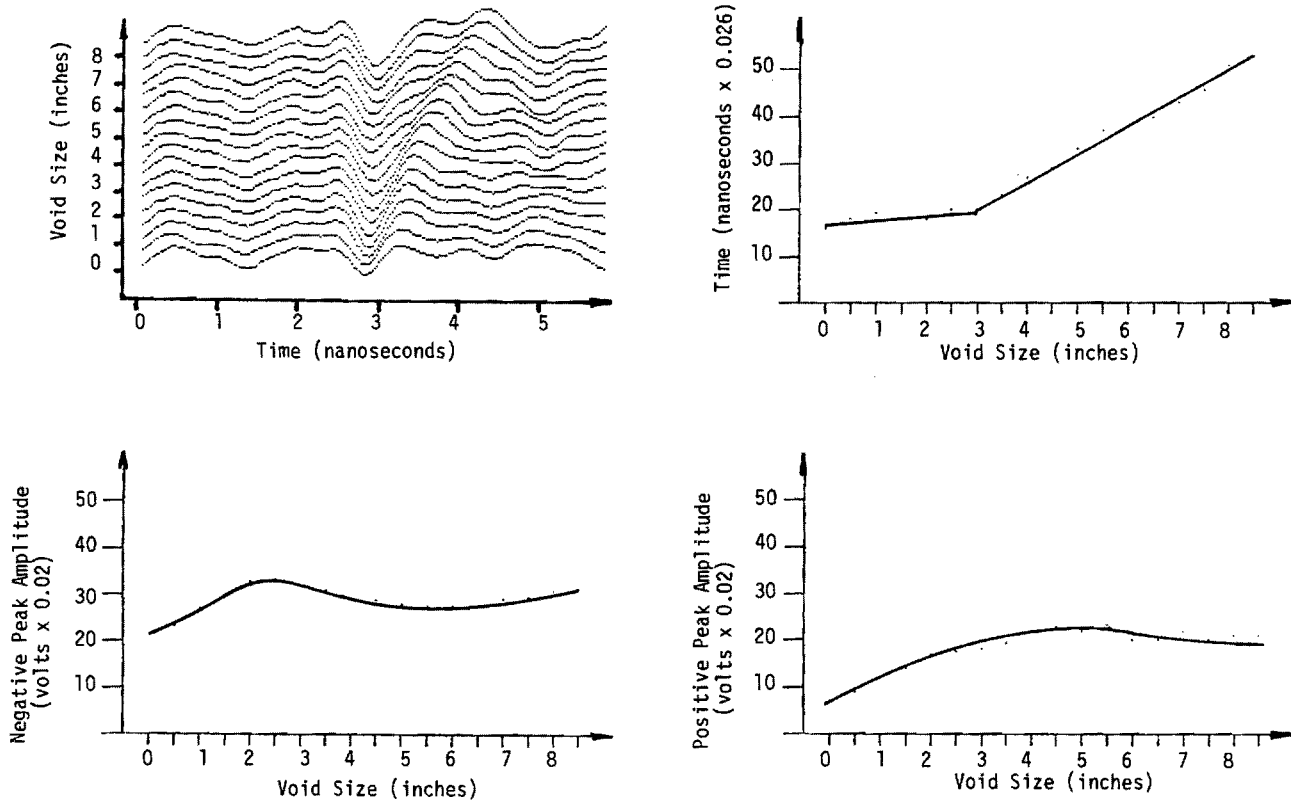 Void Size (inches)
8
7
6
5
4
3
2
1
0
0 1 2 3 4 5
Time (nanoseconds)
Time (nanoseconds x 0.026)
50
40
30
20
10
0 1 2 3 4 5 6 7 8
Void Size (inches)
Negative Peak Amplitude
(volts x 0.02)
50
40
30
20
10
0 1 2 3 4 5 6 7 8
Void Size (inches)
Positive Peak Amplitude
(volts x 0.02)
50
40
30
20
10
0 1 2 3 4 5 6 7 8
Void Size (inches)